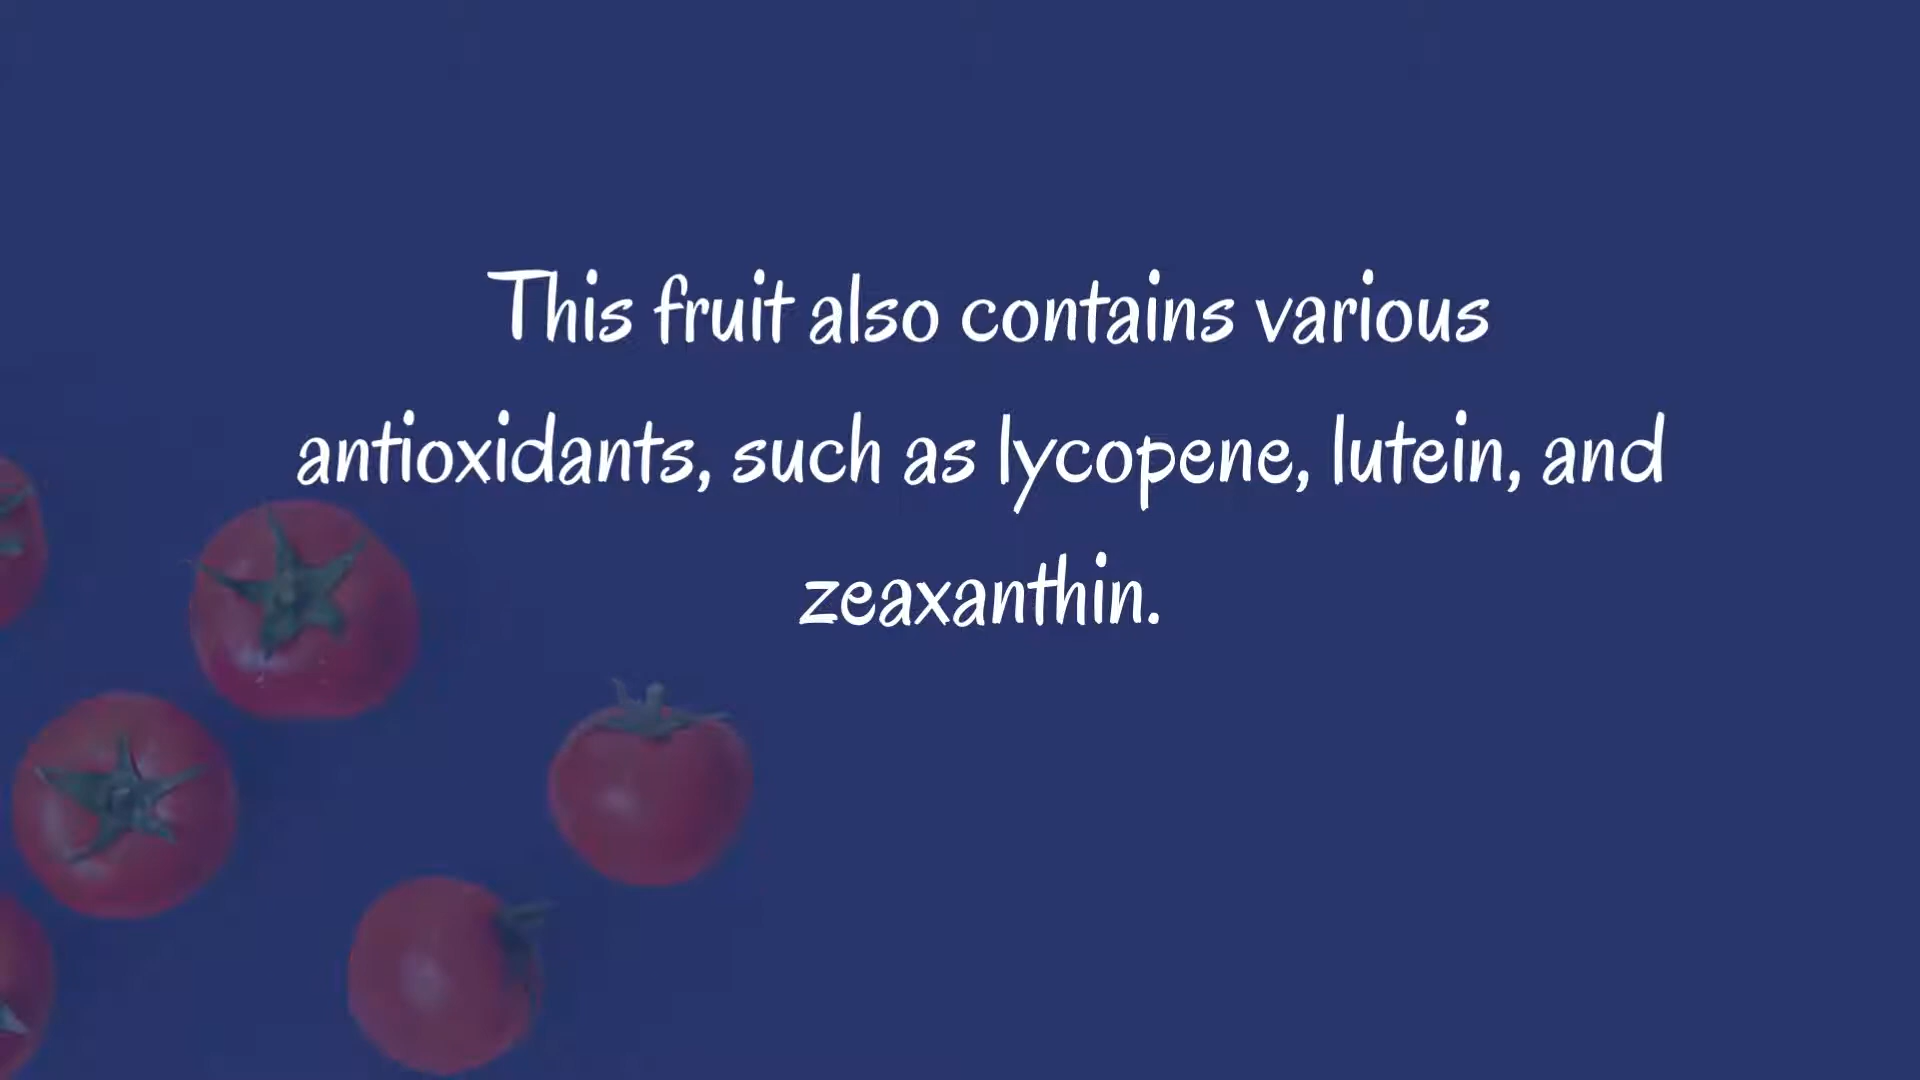 This fruit also contains various
antioxidants, such as lycopene, lutein, and
zeaxanthin.